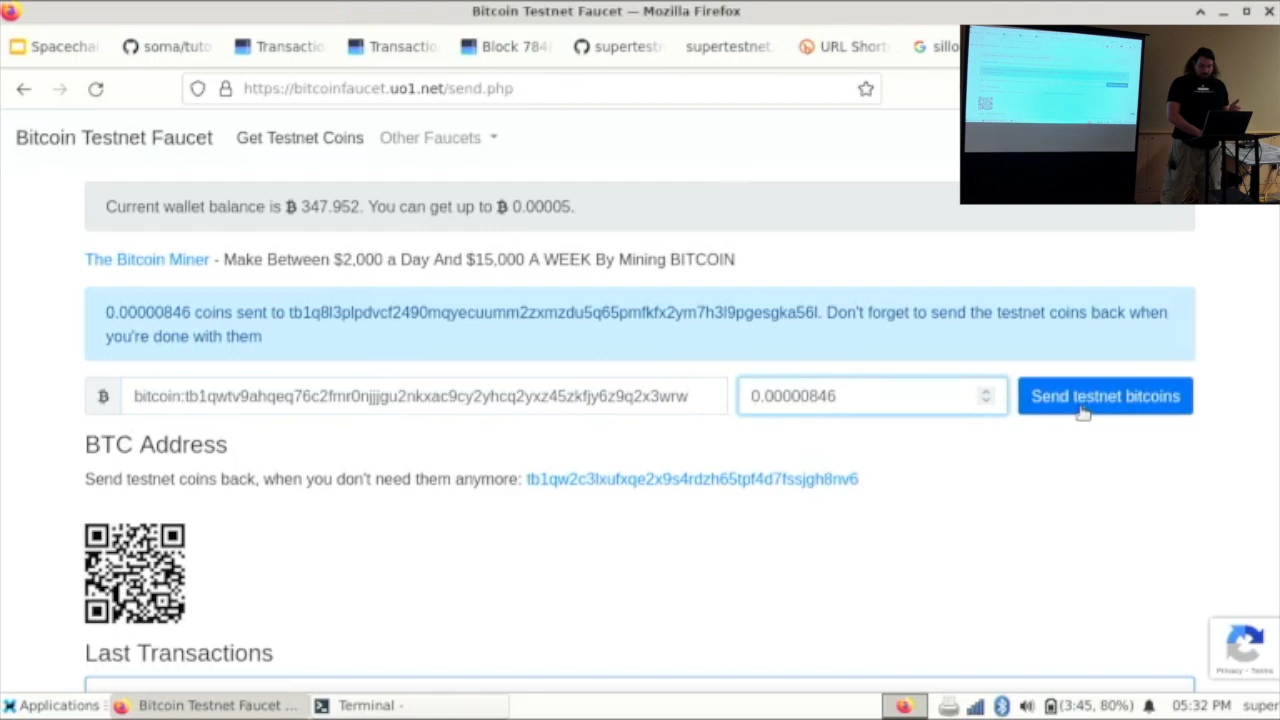 Bitcoin Testnet Faucet — Mozilla Firefox
Spacechai soma/tuto Transactio Transactio Block 784 supertestn supertestnet. URL Short sillo
https://bitcoinfaucet.uo1.net/send.php
Bitcoin Testnet Faucet Get Testnet Coins Other Faucets
Current wallet balance is ₿ 347.952. You can get up to ₿ 0.00005.
The Bitcoin Miner - Make Between $2,000 a Day And $15,000 A WEEK By Mining BITCOIN
0.00000846 coins sent to tb1q8l3plpdvcf2490mqyecuumm2zxmzdu5q65pmfkfx2ym7h3l9pgesgka56l. Don't forget to send the testnet coins back when
you're done with them
bitcoin:tb1qwtv9ahqeq76c2fmr0njjjgu2nkxac9cy2yhcq2yxz45zkfjy6z9q2x3wrw 0.00000846 Send testnet bitcoins
BTC Address
Send testnet coins back, when you don't need them anymore: tb1qw2c3lxufxqe2x9s4rdzh65tpf4d7fssjgh8nv6
Last Transactions
Privacy - Terms
Applications Bitcoin Testnet Faucet ... Terminal - (3:45, 80%) 05:32 PM super